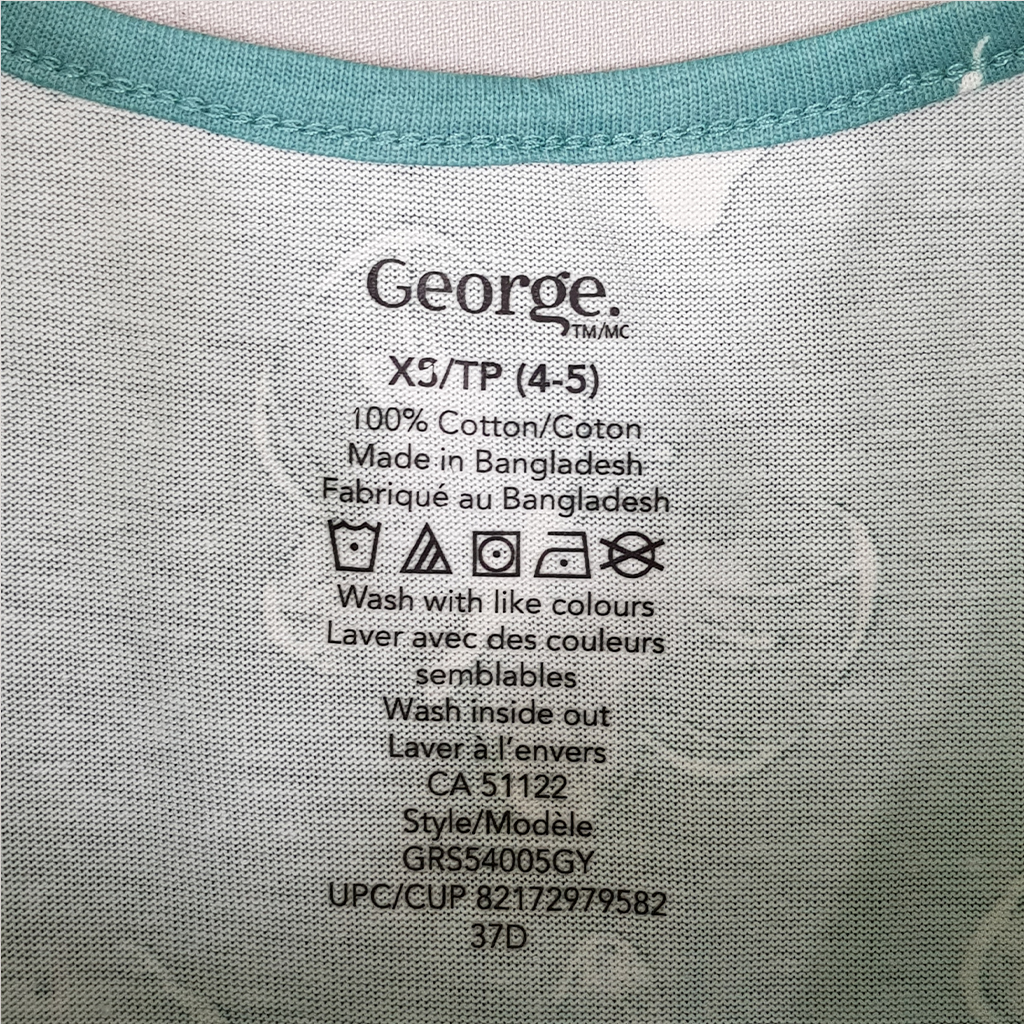 George.
TM/MC
XS/TP (4-5)
100% Cotton/Coton
Made in Bangladesh
Fabriqué au Bangladesh
Wash with like colours
Laver avec des couleurs
semblables
Wash inside out
Laver à l'envers
CA 51122
Style/Modèle
GRS54005GY
UPC/CUP 82172979582
37D